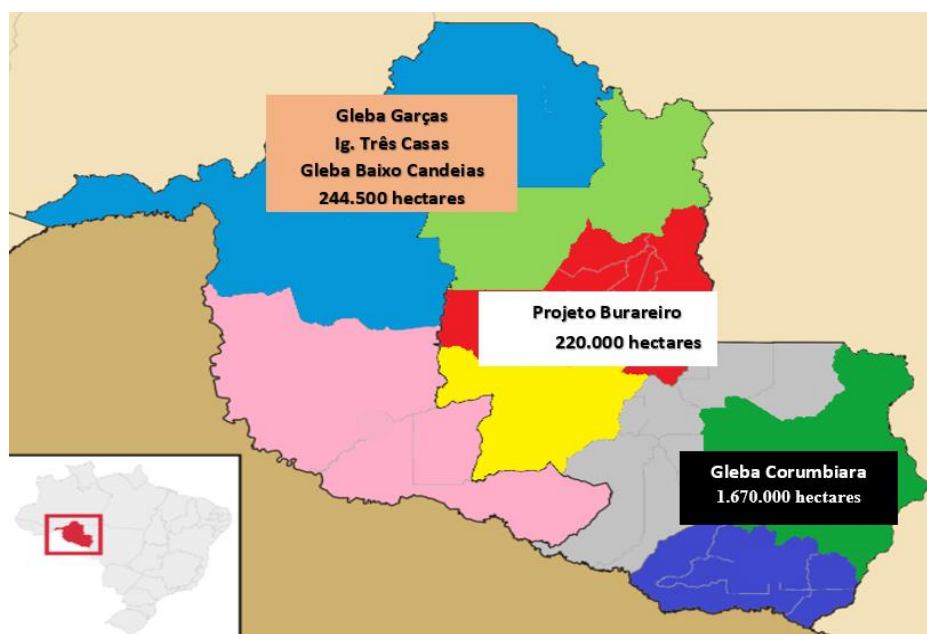 Gleba Garças
Ig. Três Casas
Gleba Baixo Candeias
244.500 hectares
Projeto Burareiro
220.000 hectares
Gleba Corumbiara
1.670.000 hectares